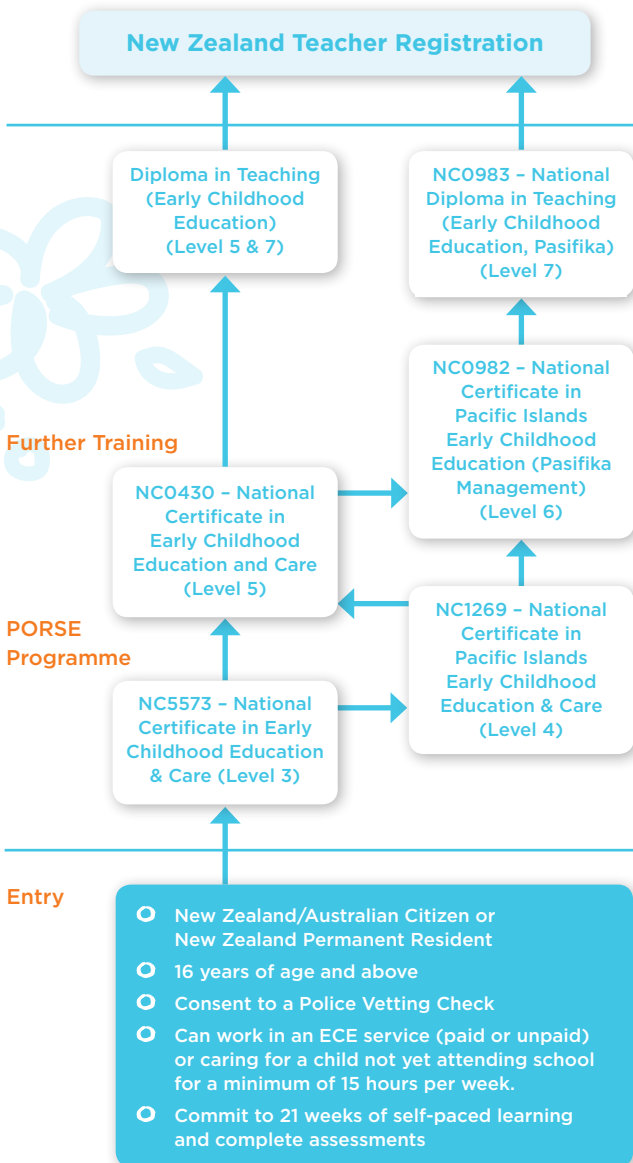 New Zealand Teacher Registration
Diploma in Teaching
(Early Childhood
Education)
(Level 5 & 7)
NC0983 – National
Diploma in Teaching
(Early Childhood
Education, Pasifika)
(Level 7)
NC0982 – National
Certificate in
Pacific Islands
Early Childhood
Education (Pasifika
Management)
(Level 6)
Further Training
NC0430 – National
Certificate in
Early Childhood
Education and Care
(Level 5)
NC1269 – National
Certificate in
Pacific Islands
Early Childhood
Education & Care
(Level 4)
PORSE
Programme
NC5573 – National
Certificate in Early
Childhood Education
& Care (Level 3)
Entry
New Zealand/Australian Citizen or
New Zealand Permanent Resident
16 years of age and above
Consent to a Police Vetting Check
Can work in an ECE service (paid or unpaid)
or caring for a child not yet attending school
for a minimum of 15 hours per week.
Commit to 21 weeks of self-paced learning
and complete assessments